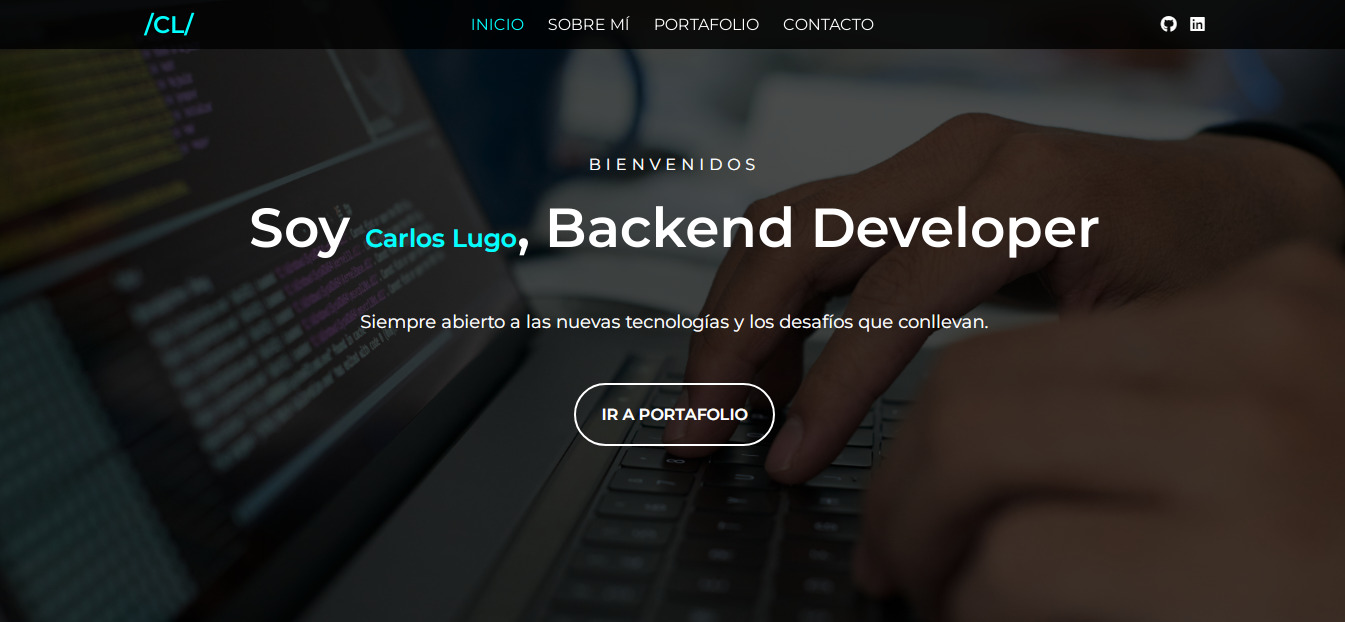 /CL/
INICIO SOBRE MÍ PORTAFOLIO CONTACTO
BIENVENIDOS
Soy Carlos Lugo, Backend Developer
Siempre abierto a las nuevas tecnologías y los desafíos que conllevan.
IR A PORTAFOLIO